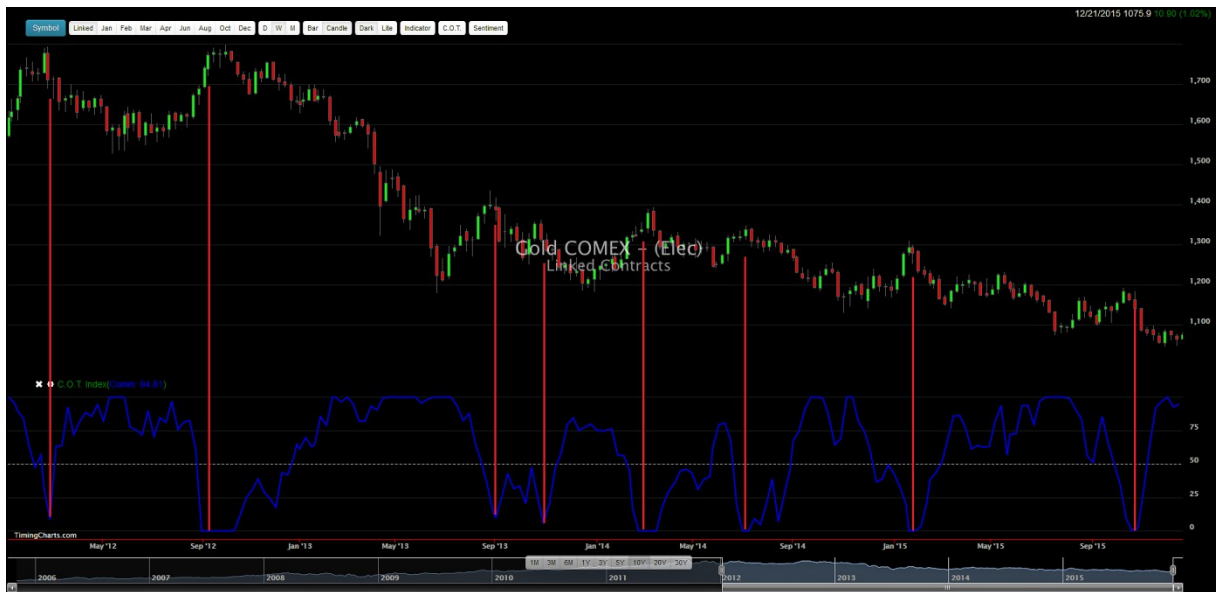 12/21/2015 1075.9 10.90 (1.02%)
Symbol Linked Jan Feb Mar Apr Jun Aug Oct Dec D W M Bar Candle Dark Lite Indicator C.O.T. Sentiment
1,700
1,600
1,500
1,400
1,300
Gold COMEX - (Elec)
Linked Contracts
1,200
1,100
C.O.T. Index(
75
50
25
0
TimingCharts.com
May '12 Sep '12 Jan '13 May '13 Sep '13 Jan '14 May '14 Sep '14 Jan '15 May '15 Sep '15
1M 3M 6M 1Y 3Y 5Y 10Y 20Y 30Y
2006 2007 2008 2009 2010 2011 2012 2013 2014 2015